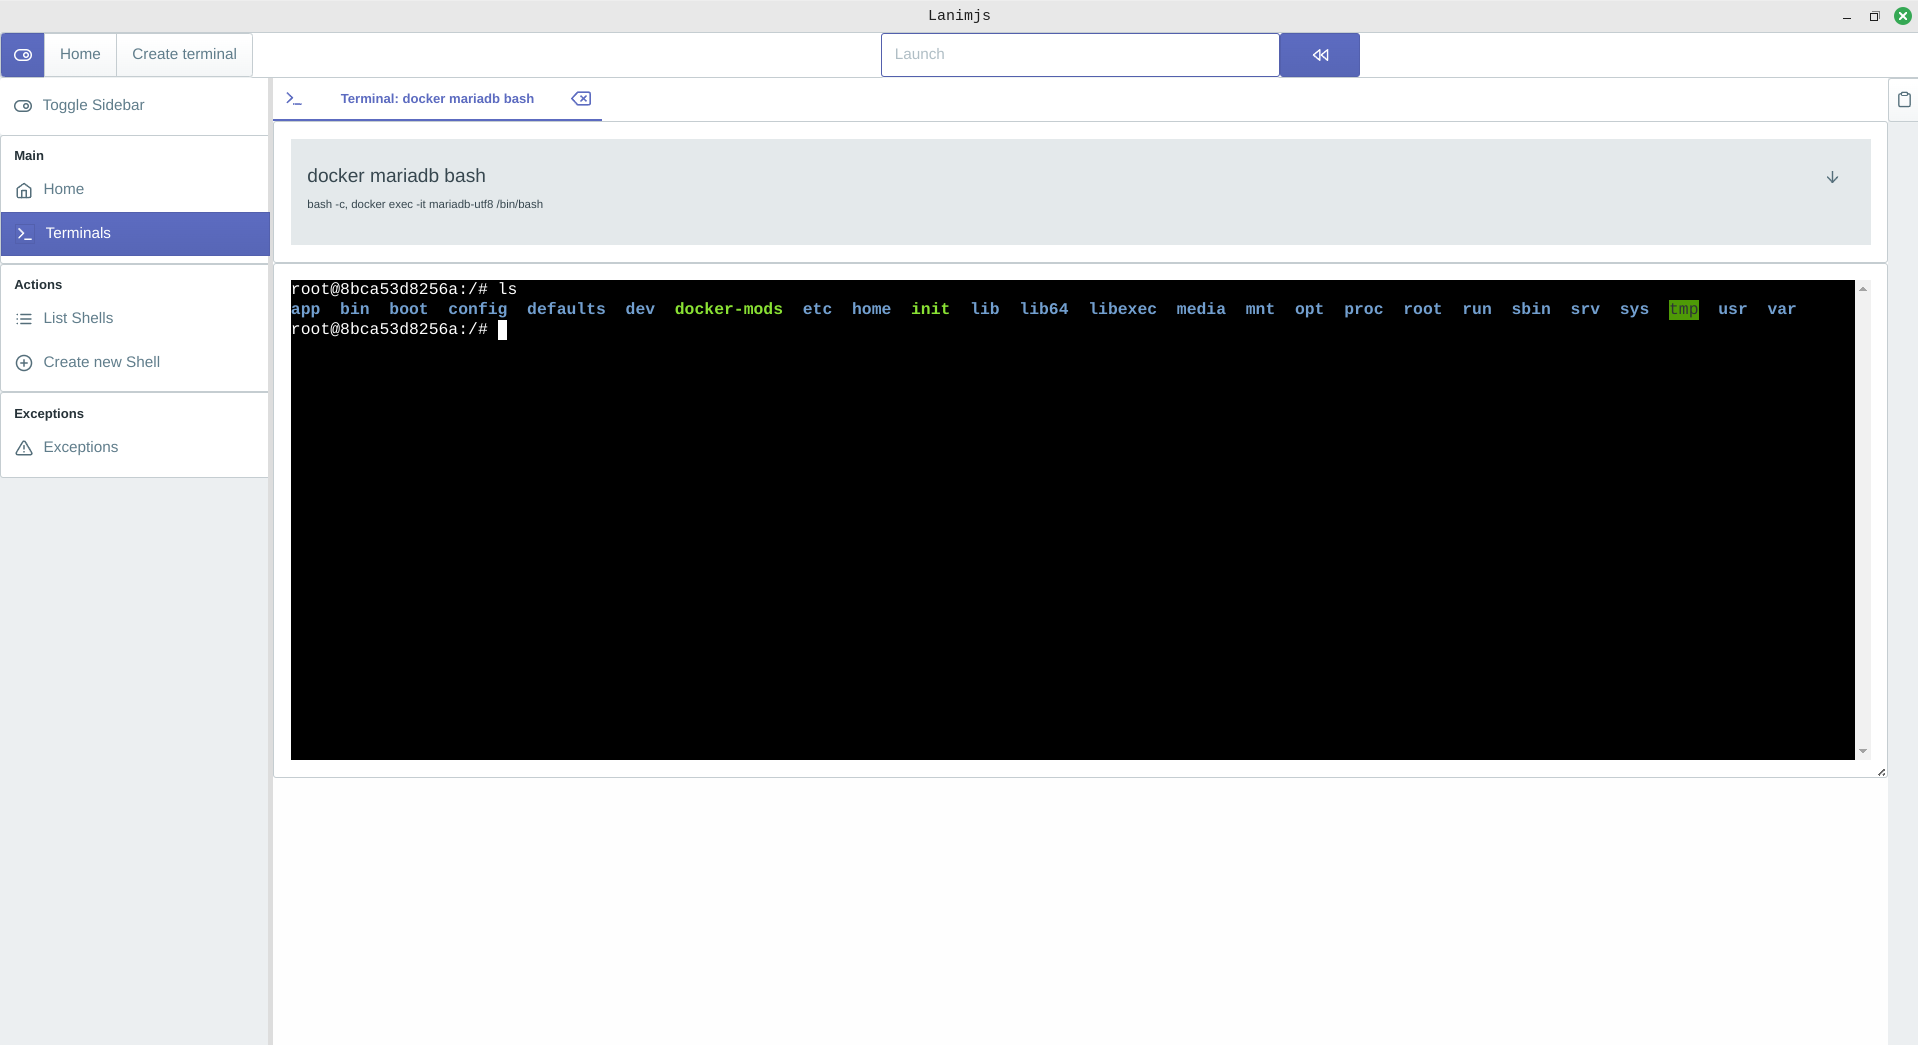 Lanimjs
Home
Create terminal
Launch
Toggle Sidebar
Main
Home
Terminals
Actions
List Shells
Create new Shell
Exceptions
Exceptions
Terminal: docker mariadb bash
docker mariadb bash
bash -c, docker exec -it mariadb-utf8 /bin/bash
root@8bca53d8256a:/# ls
app bin boot config defaults dev docker-mods etc home init lib lib64 libexec media mnt opt proc root run sbin srv sys tmp usr var
root@8bca53d8256a:/#